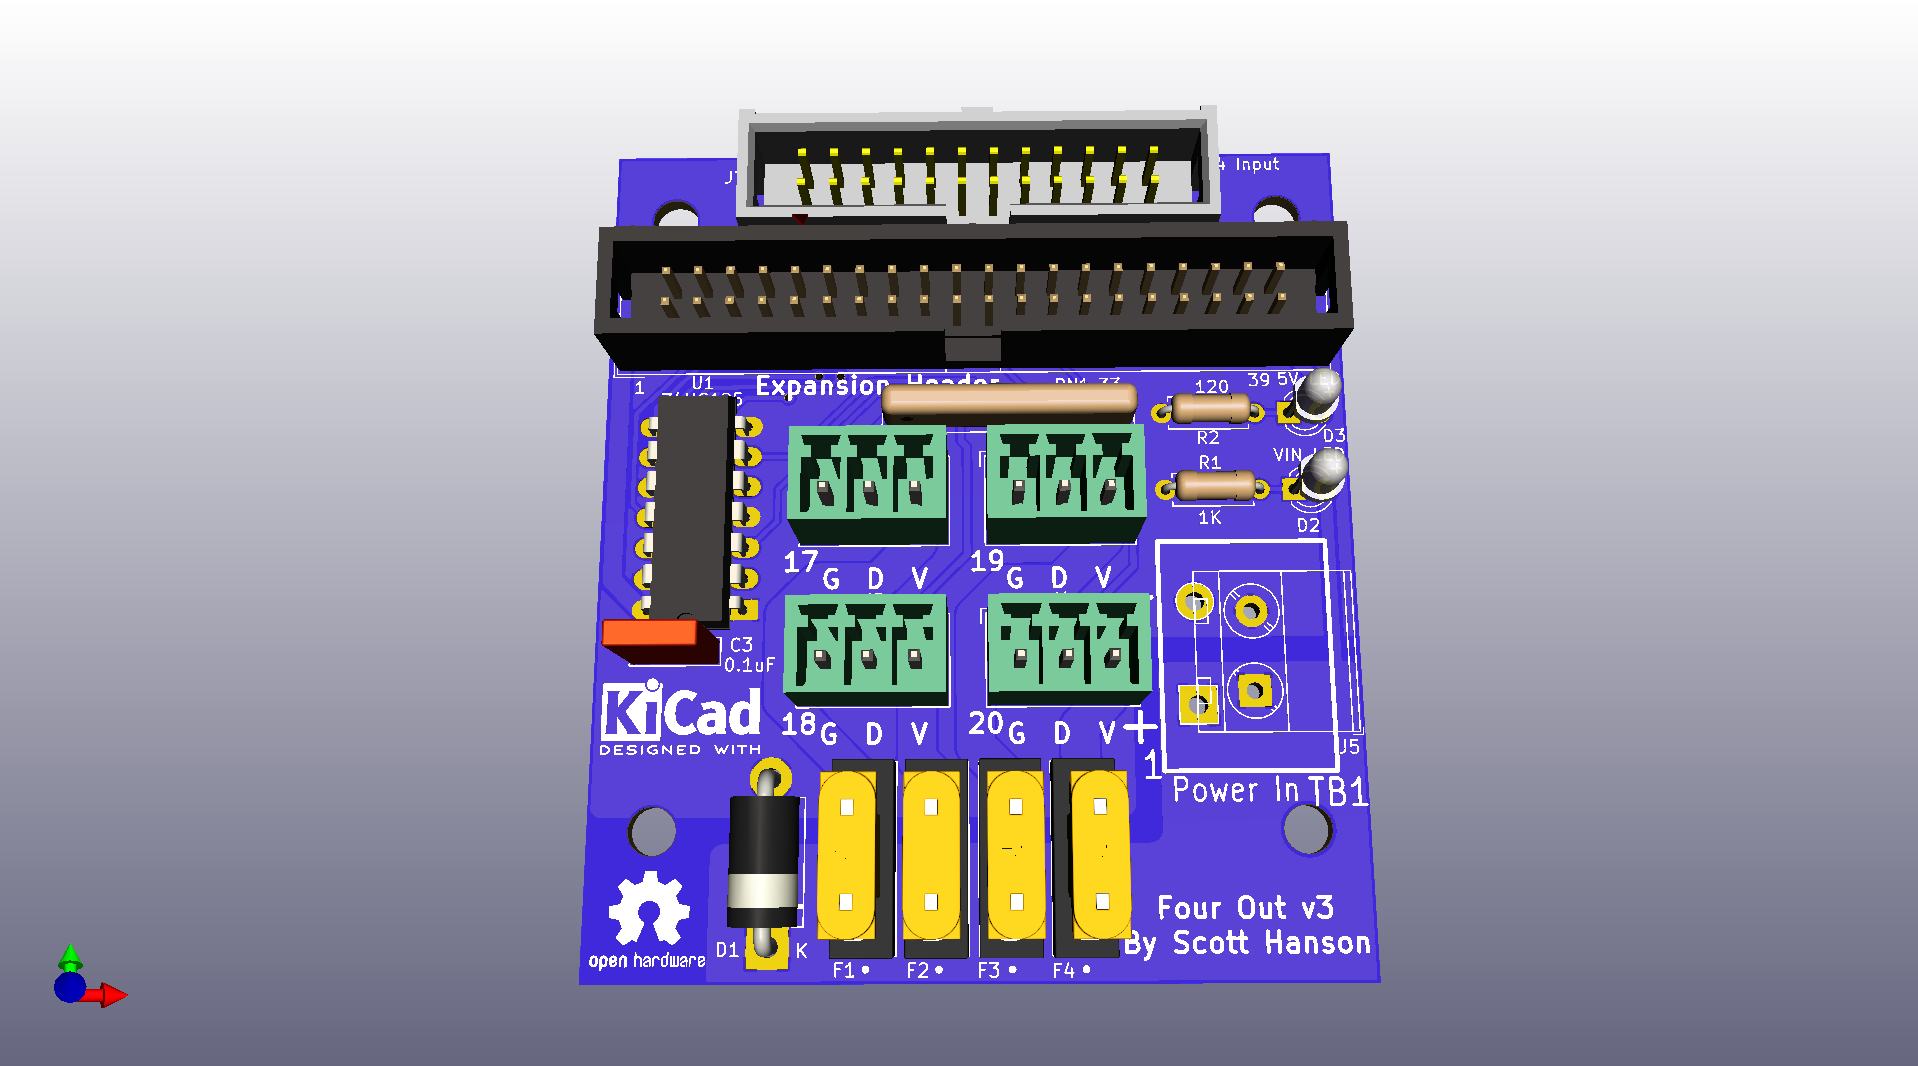 Input
1
U1
Expansion Header
120
39 5V
R2
D3
VIN
R1
1K
D2
17
G D V
19
G D V
C3
0.1uF
KiCad
DESIGNED WITH
18
G D V
20
G D V
+
1
J5
Power In TB1
open hardware
D1
K
F1
F2
F3
F4
Four Out v3
By Scott Hanson